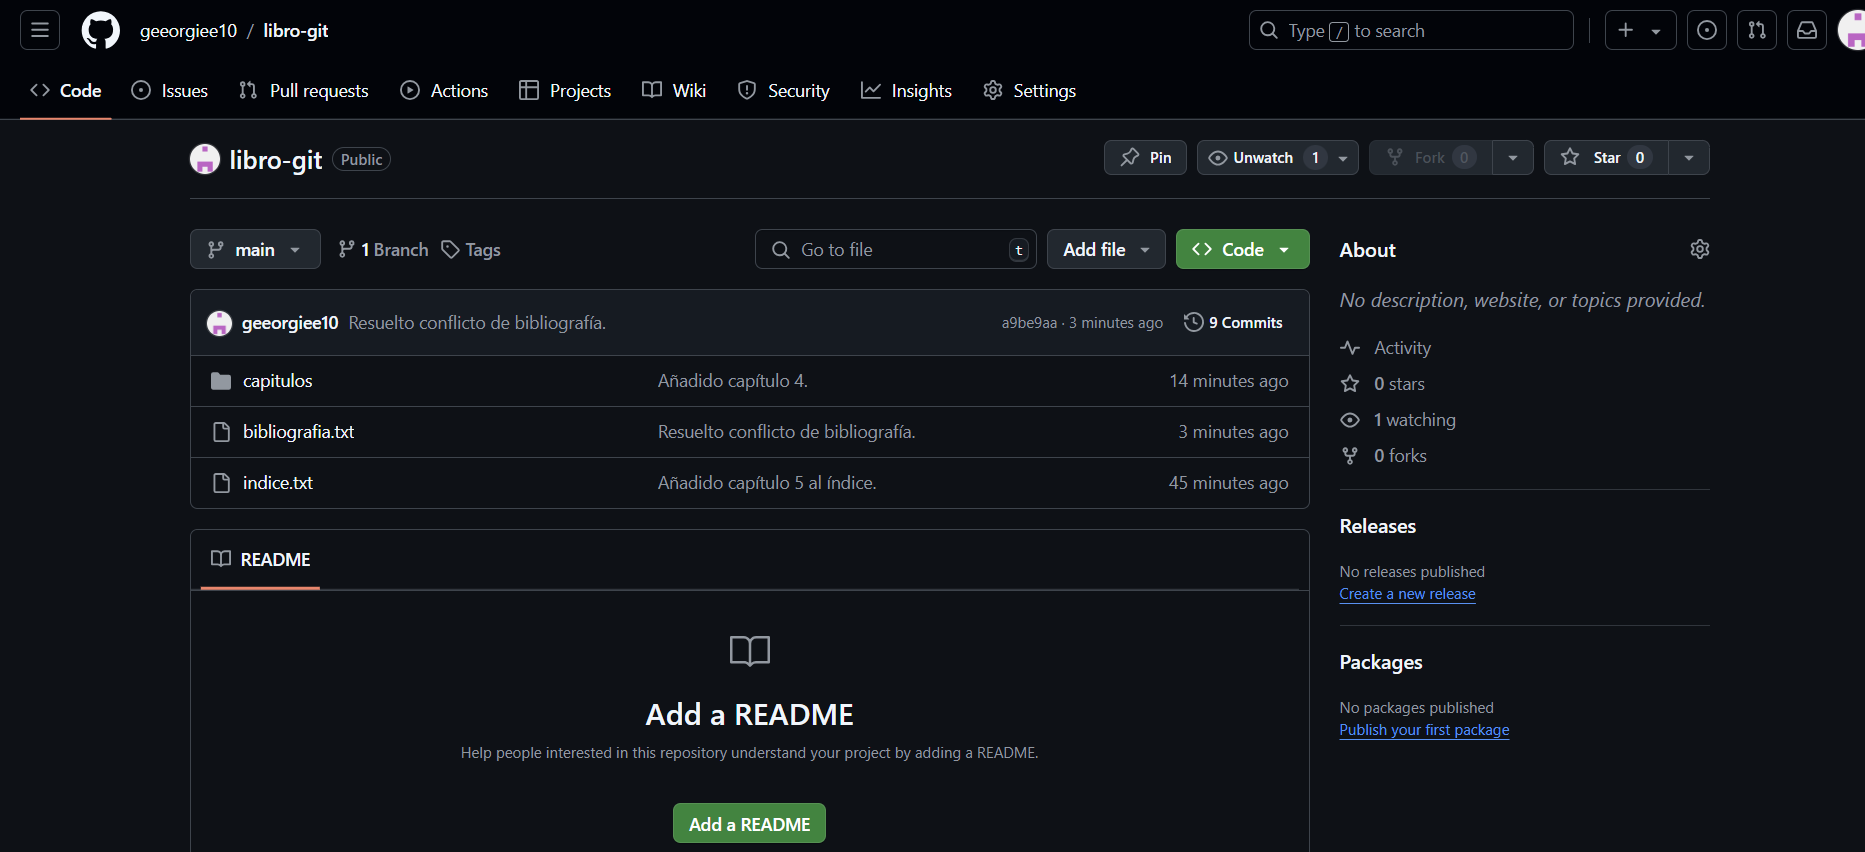 geeorgiee10 / libro-git
Type / to search
Code Issues Pull requests Actions Projects Wiki Security Insights Settings
libro-git Public
Pin Unwatch 1 Fork 0 Star 0
main 1 Branch Tags
Go to file t Add file Code
geeorgiee10 Resuelto conflicto de bibliografía. a9be9aa · 3 minutes ago 9 Commits
capitulos Añadido capítulo 4. 14 minutes ago
bibliografia.txt Resuelto conflicto de bibliografía. 3 minutes ago
indice.txt Añadido capítulo 5 al índice. 45 minutes ago
README
Add a README
Help people interested in this repository understand your project by adding a README.
Add a README
About
No description, website, or topics provided.
Activity
0 stars
1 watching
0 forks
Releases
No releases published
Create a new release
Packages
No packages published
Publish your first package